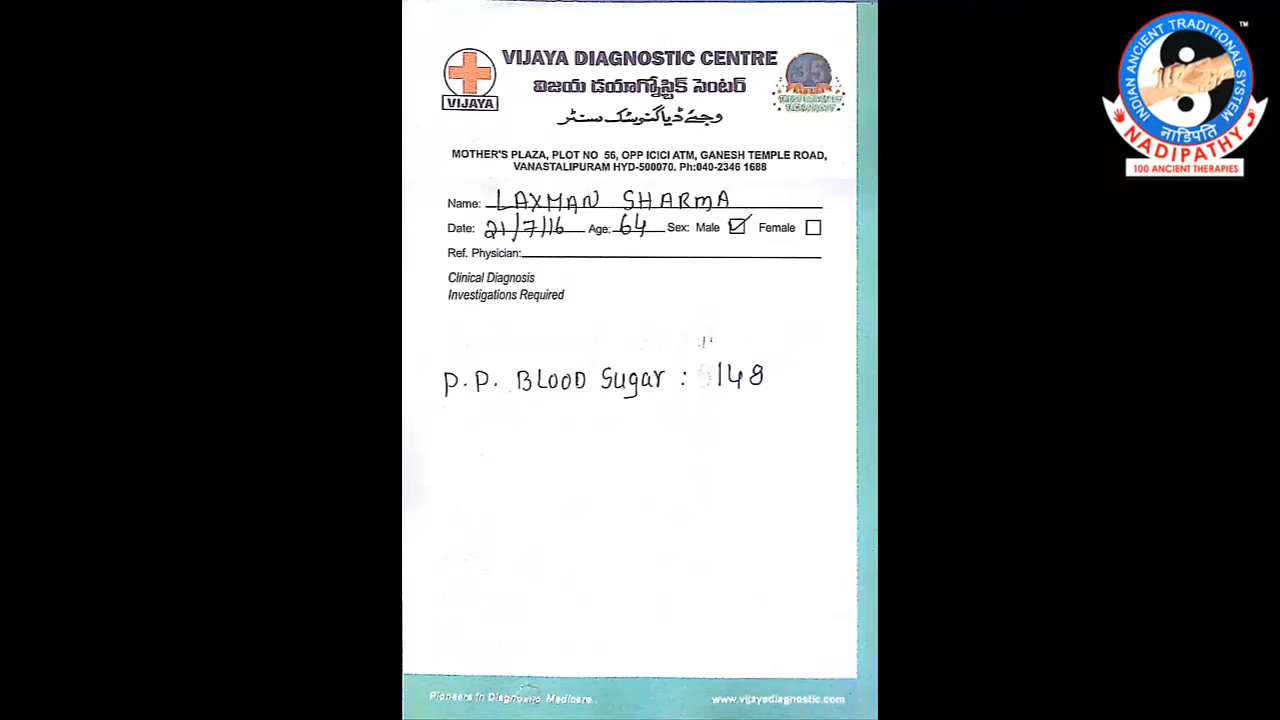 VIJAYA DIAGNOSTIC CENTRE
విజయ డయాగ్నోస్టిక్ సెంటర్
وجئے ڈیاگنوسٹک سنٹر
VIJAYA
35
MOTHER'S PLAZA, PLOT NO 56, OPP ICICI ATM, GANESH TEMPLE ROAD,
VANASTALIPURAM HYD-500070. Ph:040-2346 1688
Name: LAXMAN SHARMA
Date: 21/7/16 Age: 64 Sex: Male Female
Ref. Physician:
Clinical Diagnosis
Investigations Required
P.P. BLOOD Sugar : 148
Pioneers In Diagnostic Medicare..
www.vijayadiagnostic.com
INDIAN ANCIENT TRADITIONAL SYSTEM
TM
नाडिपति
NADIPATHY
100 ANCIENT THERAPIES